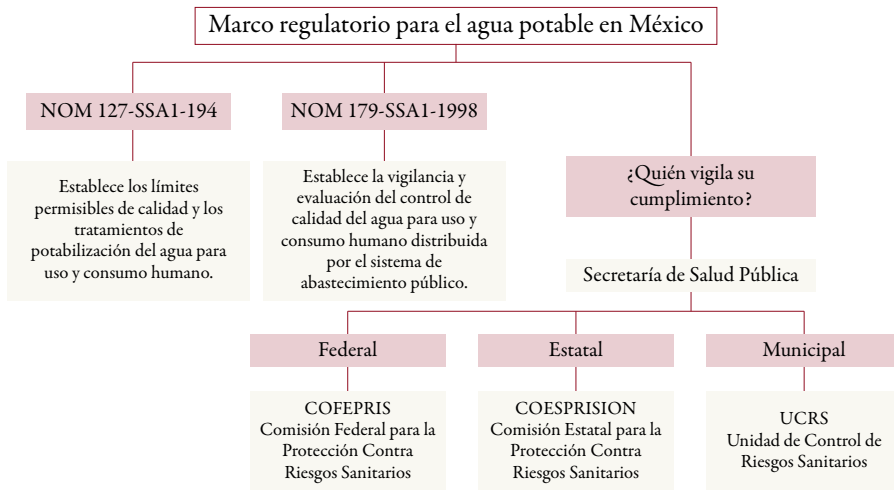 Marco regulatorio para el agua potable en México
NOM 127-SSA1-194
Establece los límites
permisibles de calidad y los
tratamientos de
potabilización del agua para
uso y consumo humano.
NOM 179-SSA1-1998
Establece la vigilancia y
evaluación del control de
calidad del agua para uso y
consumo humano distribuida
por el sistema de
abastecimiento público.
¿Quién vigila su
cumplimiento?
Secretaría de Salud Pública
Federal
COFEPRIS
Comisión Federal para la
Protección Contra
Riesgos Sanitarios
Estatal
COESPRISION
Comisión Estatal para la
Protección Contra
Riesgos Sanitarios
Municipal
UCRS
Unidad de Control de
Riesgos Sanitarios